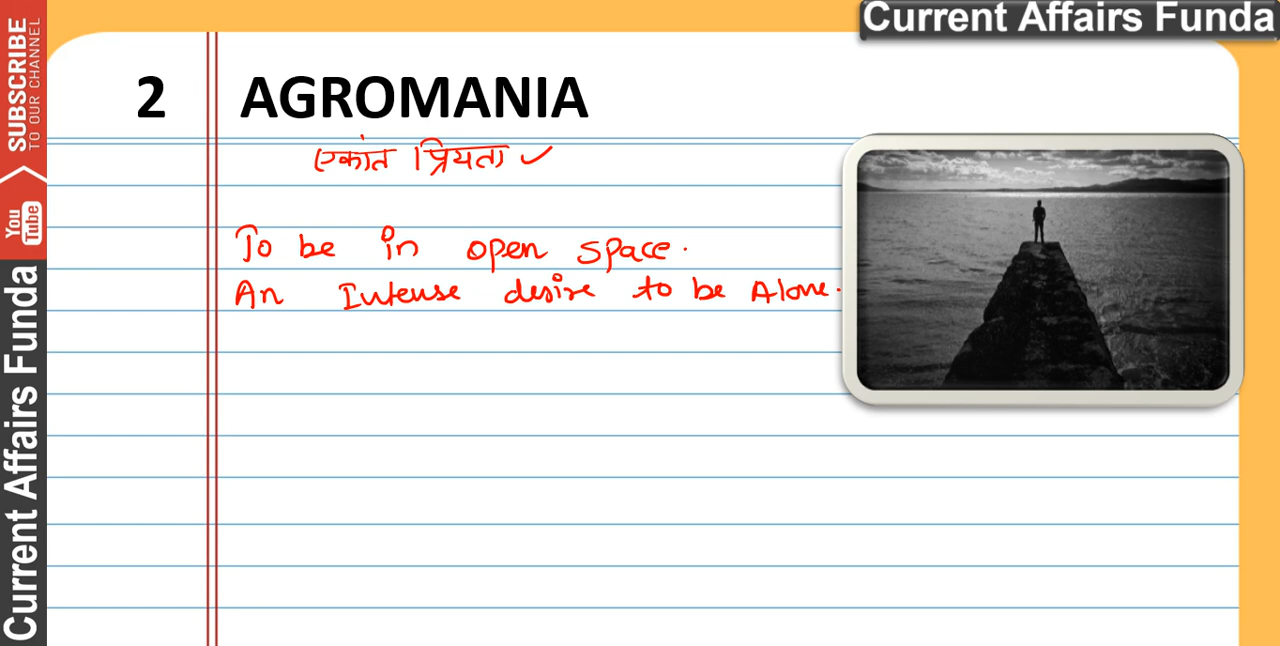 Current Affairs Funda
2 AGROMANIA
एकांत प्रियता
To be in open space.
An Intense desire to be Alone.
SUBSCRIBE
TO OUR CHANNEL
You
Tube
Current Affairs Funda